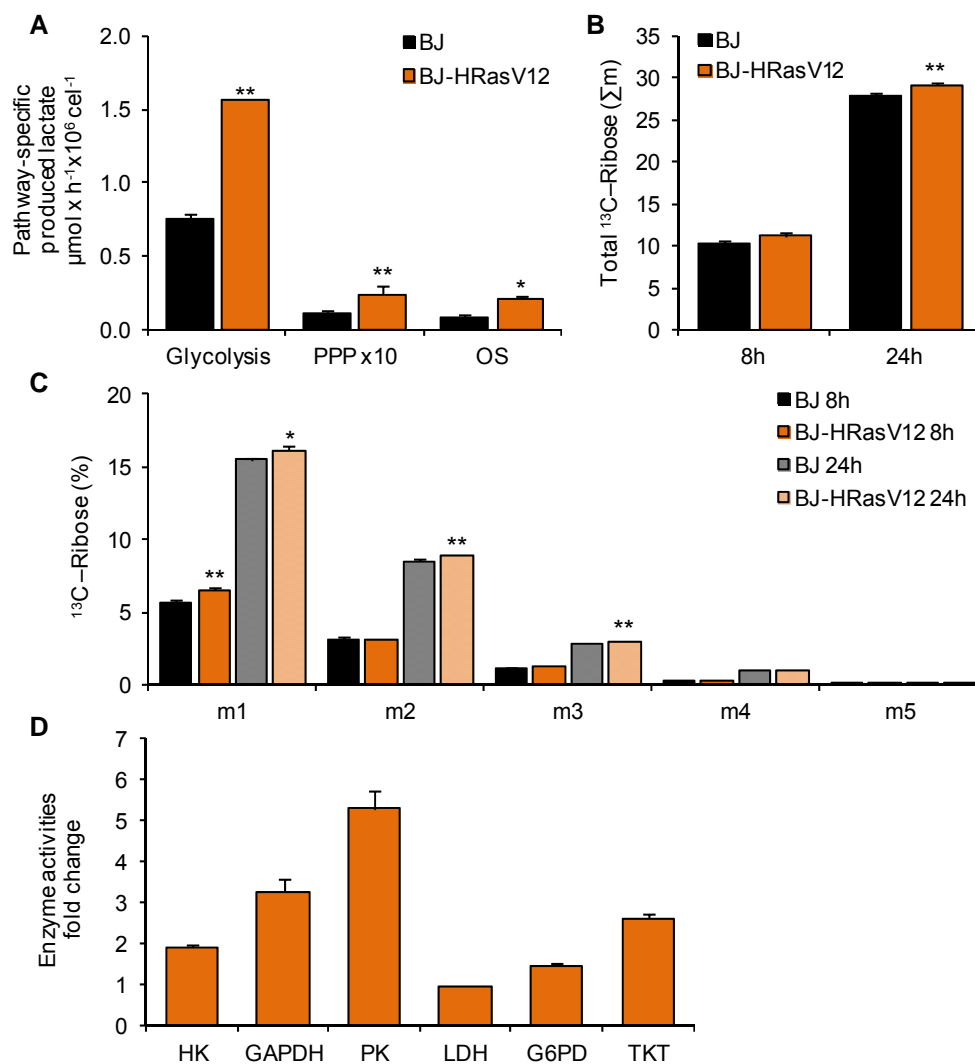 A
Pathway-specific
produced lactate
µmol x h⁻¹x10⁶cel⁻¹
2.0
1.5
1.0
0.5
0.0
BJ
BJ-HRasV12
**
**
*
Glycolysis
PPP x10
OS
B
Total ¹³C–Ribose (∑m)
35
30
25
20
15
10
5
0
BJ
BJ-HRasV12
**
8h
24h
C
¹³C–Ribose (%)
20
15
10
5
0
BJ 8h
BJ-HRasV12 8h
BJ 24h
BJ-HRasV12 24h
**
*
**
**
m1
m2
m3
m4
m5
D
Enzyme activities
fold change
7
6
5
4
3
2
1
0
HK
GAPDH
PK
LDH
G6PD
TKT